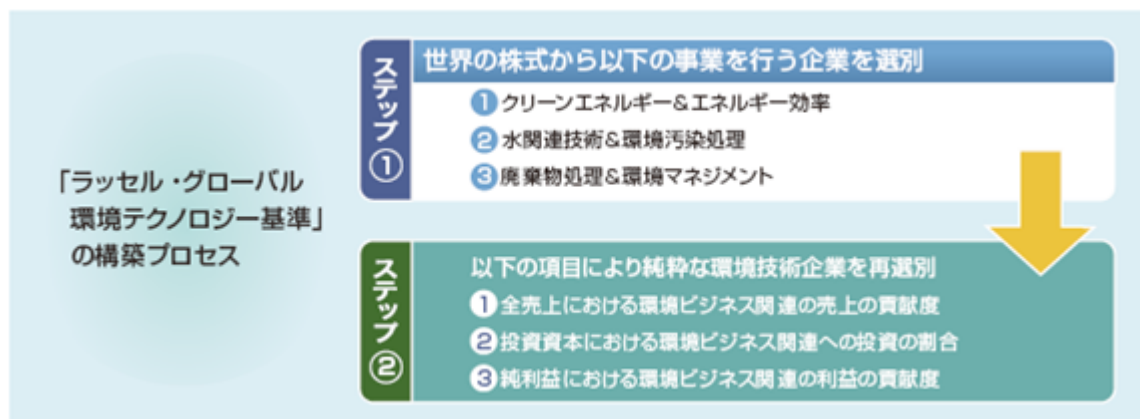 「ラッセル・グローバル
環境テクノロジー基準」
の構築プロセス
ステップ①
世界の株式から以下の事業を行う企業を選別
①クリーンエネルギー&エネルギー効率
②水関連技術&環境汚染処理
③廃棄物処理&環境マネジメント
ステップ②
以下の項目により純粋な環境技術企業を再選別
①全売上における環境ビジネス関連の売上の貢献度
②投資資本における環境ビジネス関連への投資の割合
③純利益における環境ビジネス関連の利益の貢献度